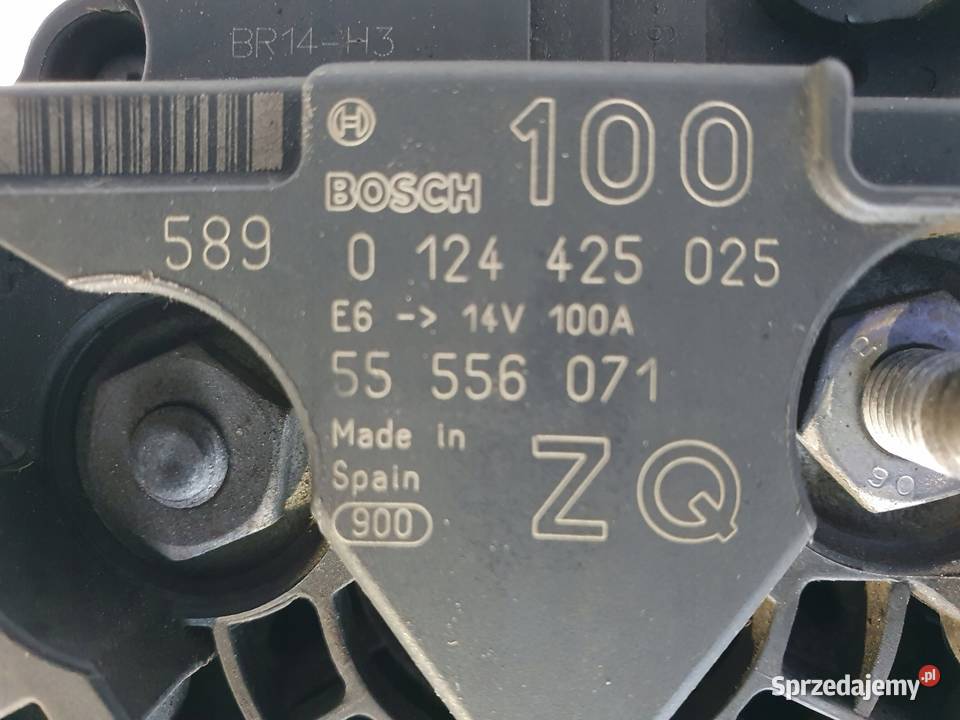 BR14-H3
100
BOSCH
589
0 124 425 025
E6 -> 14V 100A
55 556 071
Made in
Spain
ZQ
900
90
Sprzedajemy.pl